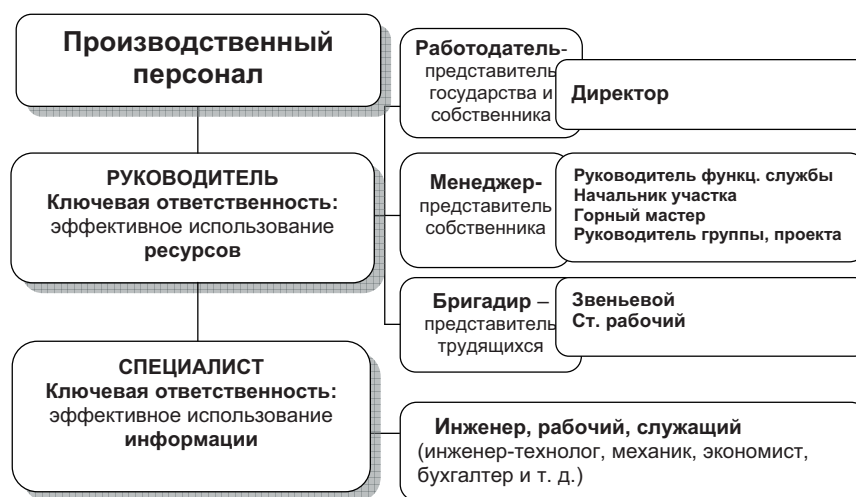 Производственный
персонал
Работодатель-
представитель
государства и
собственника
Директор
РУКОВОДИТЕЛЬ
Ключевая ответственность:
эффективное использование
ресурсов
Менеджер-
представитель
собственника
Руководитель функц. службы
Начальник участка
Горный мастер
Руководитель группы, проекта
Бригадир –
представитель
трудящихся
Звеньевой
Ст. рабочий
СПЕЦИАЛИСТ
Ключевая ответственность:
эффективное использование
информации
Инженер, рабочий, служащий
(инженер-технолог, механик, экономист,
бухгалтер и т. д.)